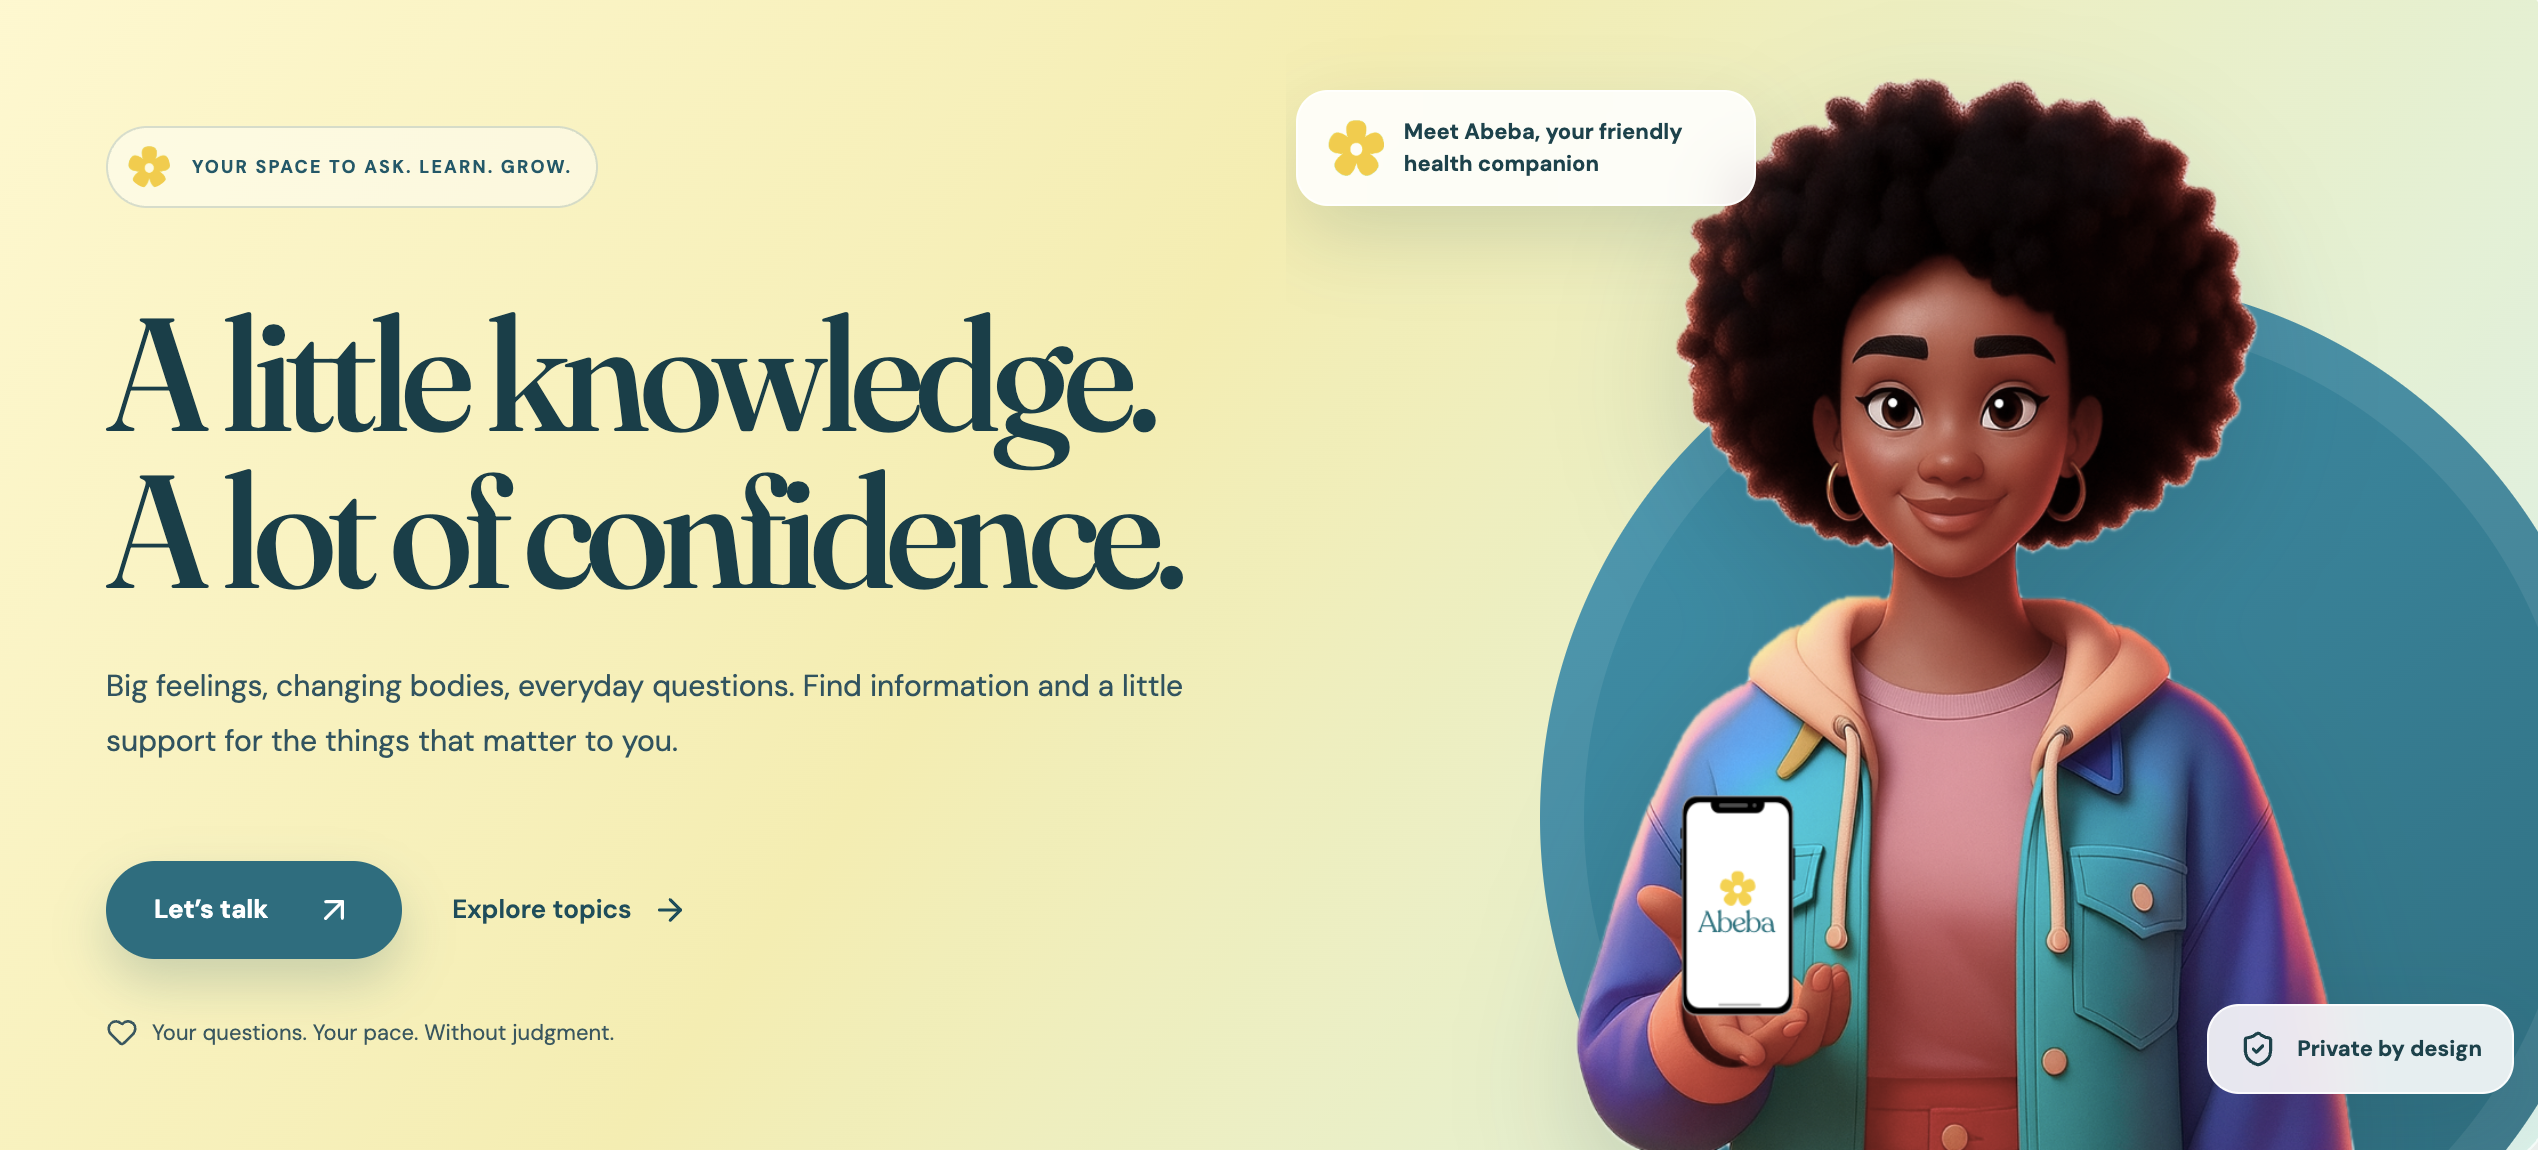 YOUR SPACE TO ASK. LEARN. GROW.
A little knowledge.
A lot of confidence.
Big feelings, changing bodies, everyday questions. Find information and a little
support for the things that matter to you.
Let’s talk
Explore topics
Your questions. Your pace. Without judgment.
Meet Abeba, your friendly
health companion
Abeba
Private by design